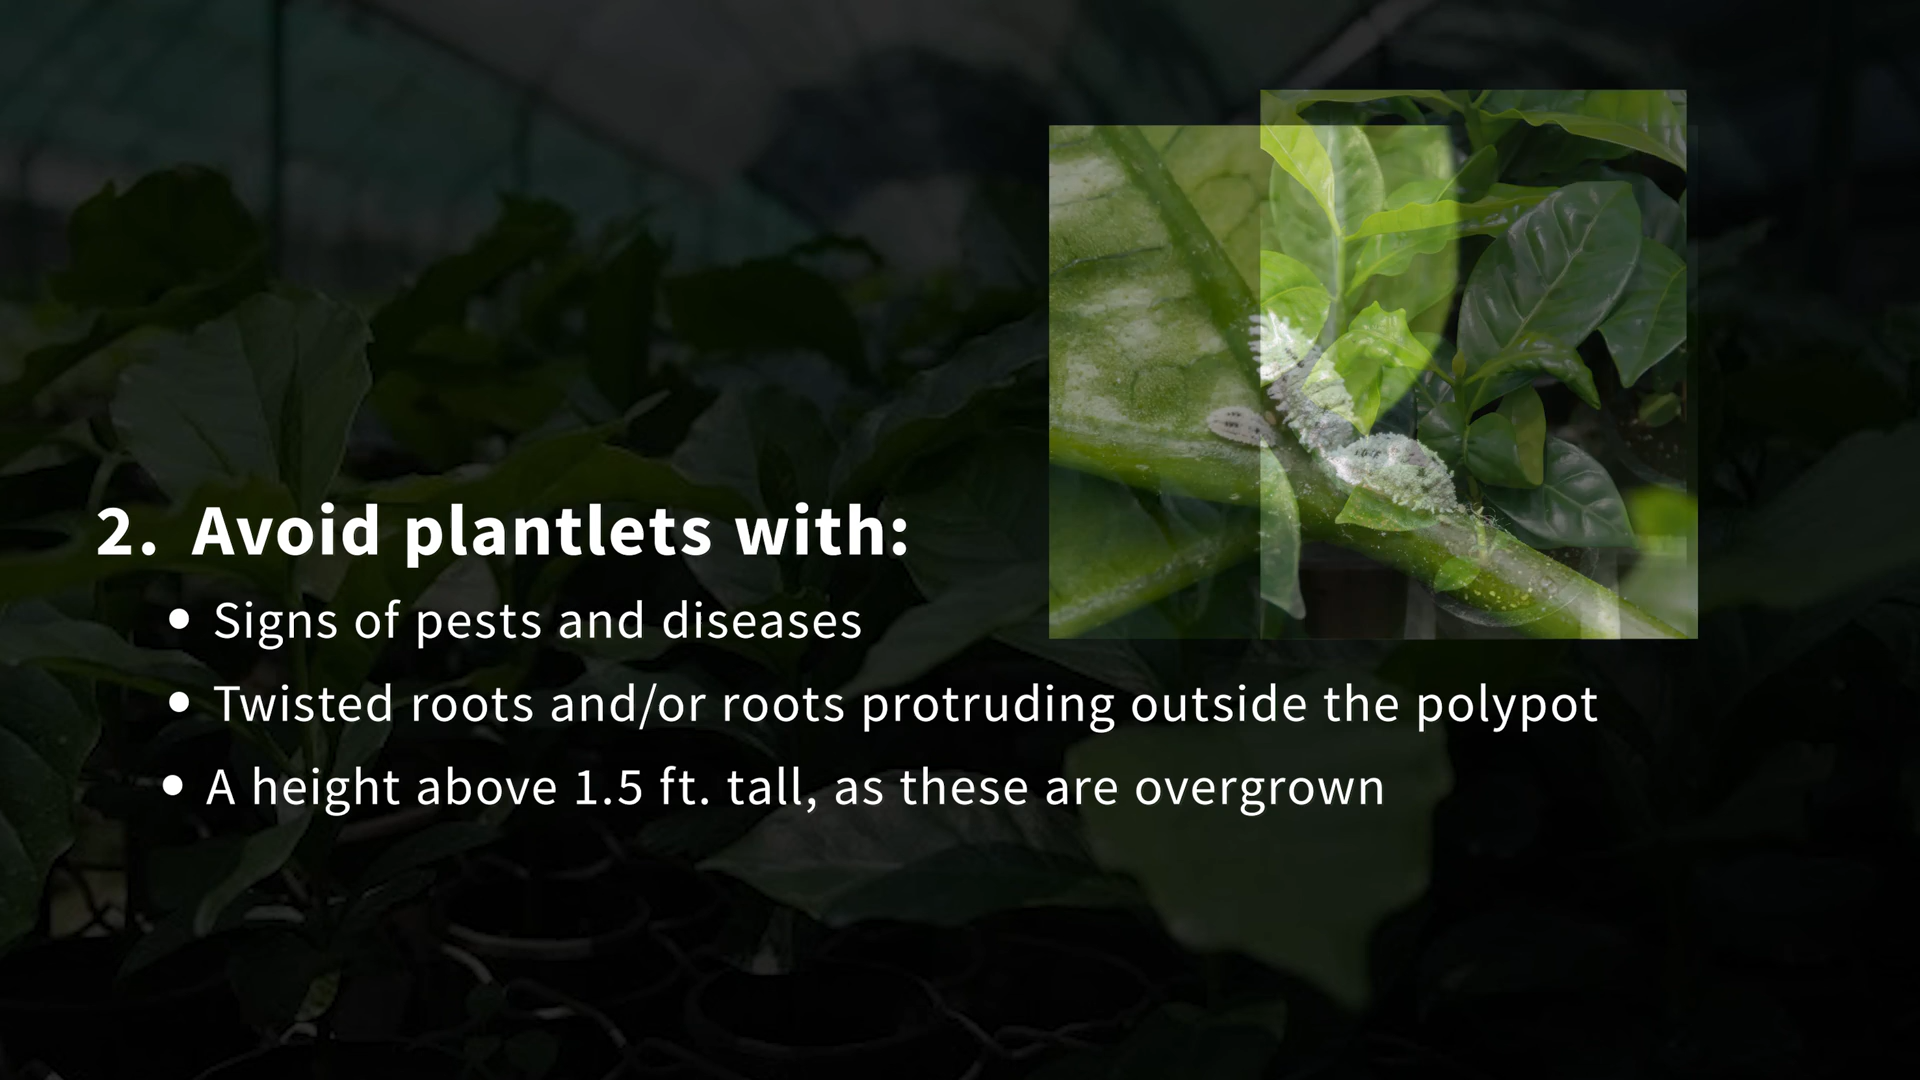 2. Avoid plantlets with:
• Signs of pests and diseases
• Twisted roots and/or roots protruding outside the polypot
• A height above 1.5 ft. tall, as these are overgrown